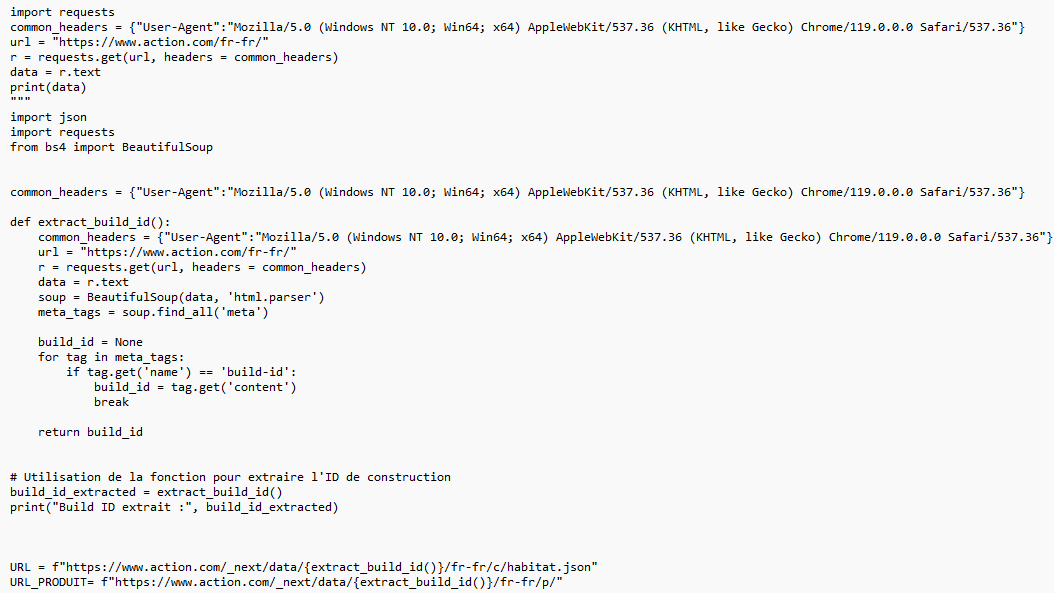 import requests
common_headers = {"User-Agent":"Mozilla/5.0 (Windows NT 10.0; Win64; x64) AppleWebKit/537.36 (KHTML, like Gecko) Chrome/119.0.0.0 Safari/537.36"}
url = "https://www.action.com/fr-fr/"
r = requests.get(url, headers = common_headers)
data = r.text
print(data)
"""
import json
import requests
from bs4 import BeautifulSoup
common_headers = {"User-Agent":"Mozilla/5.0 (Windows NT 10.0; Win64; x64) AppleWebKit/537.36 (KHTML, like Gecko) Chrome/119.0.0.0 Safari/537.36"}
def extract_build_id():
    common_headers = {"User-Agent":"Mozilla/5.0 (Windows NT 10.0; Win64; x64) AppleWebKit/537.36 (KHTML, like Gecko) Chrome/119.0.0.0 Safari/537.36"}
    url = "https://www.action.com/fr-fr/"
    r = requests.get(url, headers = common_headers)
    data = r.text
    soup = BeautifulSoup(data, 'html.parser')
    meta_tags = soup.find_all('meta')
    build_id = None
    for tag in meta_tags:
        if tag.get('name') == 'build-id':
            build_id = tag.get('content')
            break
    return build_id
# Utilisation de la fonction pour extraire l'ID de construction
build_id_extracted = extract_build_id()
print("Build ID extrait :", build_id_extracted)
URL = f"https://www.action.com/_next/data/{extract_build_id()}/fr-fr/c/habitat.json"
URL_PRODUIT= f"https://www.action.com/_next/data/{extract_build_id()}/fr-fr/p/"